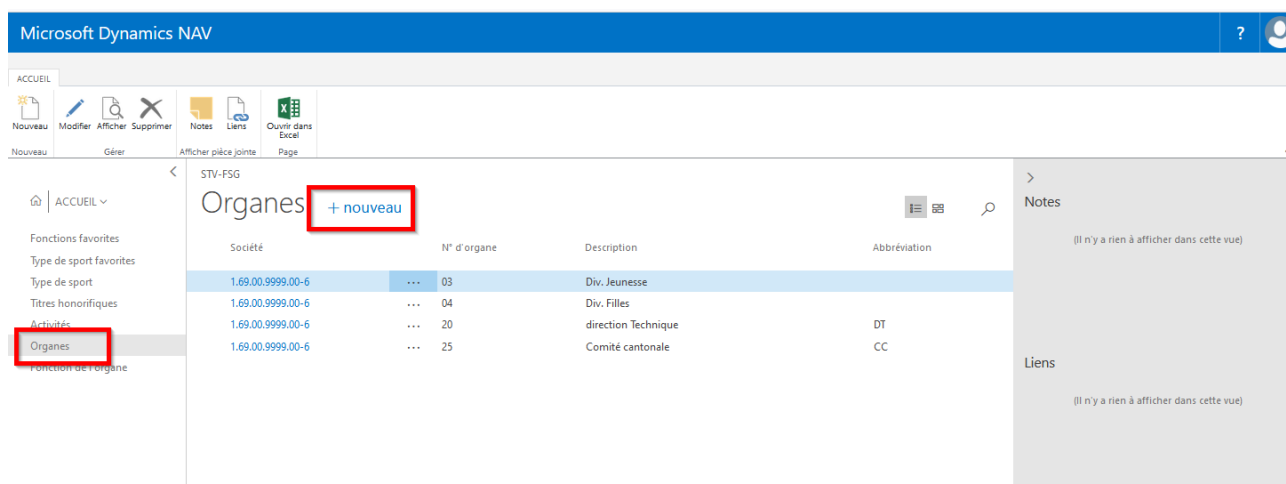 Microsoft Dynamics NAV ?
ACCUEIL
Nouveau Modifier Afficher Supprimer Notes Liens Ouvrir dans Excel
Nouveau Gérer Afficher pièce jointe Page
STV-FSG
ACCUEIL
Organes + nouveau
Fonctions favorites
Type de sport favorites
Type de sport
Titres honorifiques
Activités
Organes
Fonction de l'organe
Société N° d'organe Description Abbréviation
1.69.00.9999.00-6 ... 03 Div. Jeunesse
1.69.00.9999.00-6 ... 04 Div. Filles
1.69.00.9999.00-6 ... 20 direction Technique DT
1.69.00.9999.00-6 ... 25 Comité cantonale CC
Notes
(Il n'y a rien à afficher dans cette vue)
Liens
(Il n'y a rien à afficher dans cette vue)